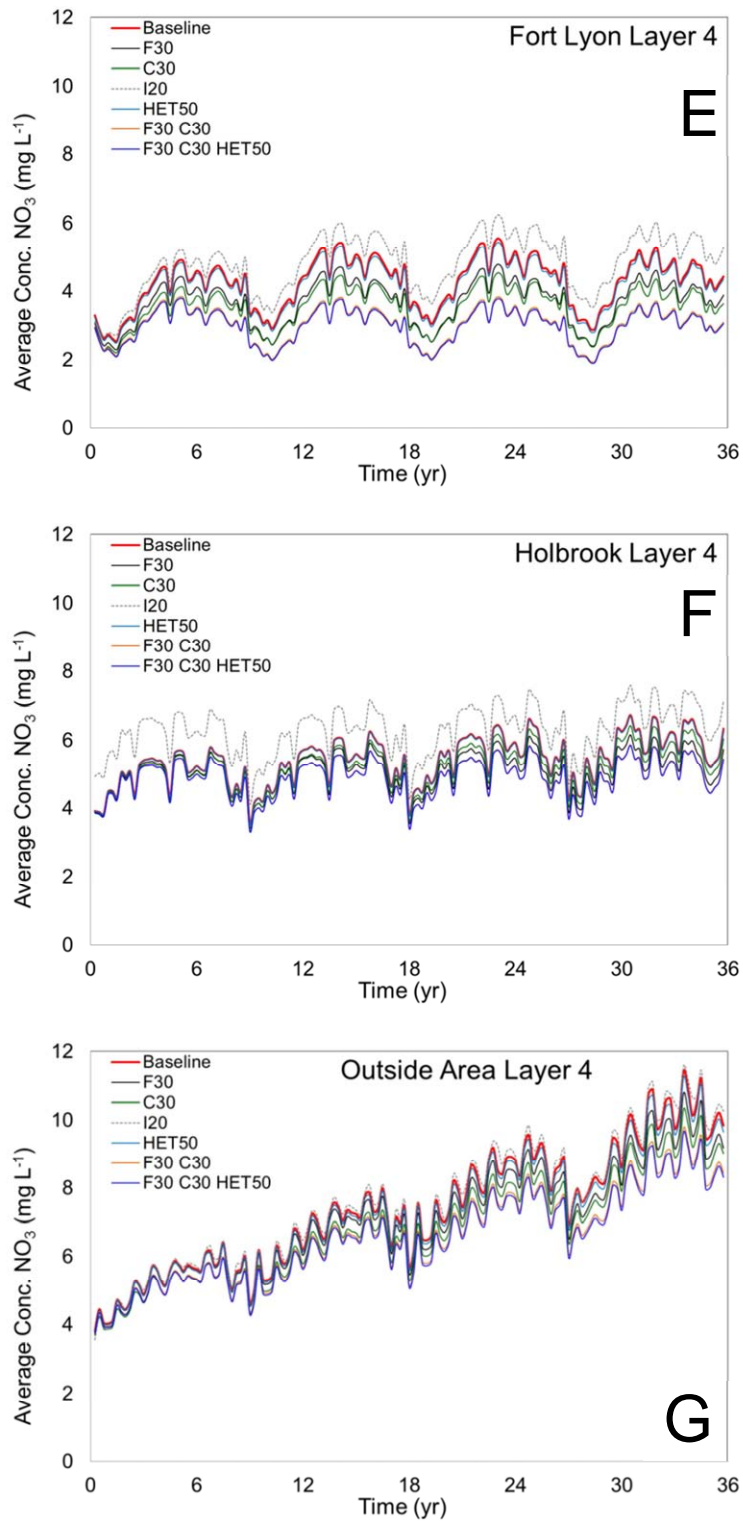 12
Baseline
Fort Lyon Layer 4
F30
10
C30
I20
E
HET50
8
F30 C30
F30 C30 HET50
6
4
2
0
0 6 12 18 24 30 36
Time (yr)
Average Conc. NO₃ (mg L⁻¹)
12
Baseline
Holbrook Layer 4
F30
10
C30
I20
F
HET50
8
F30 C30
F30 C30 HET50
6
4
2
0
0 6 12 18 24 30 36
Time (yr)
Average Conc. NO₃ (mg L⁻¹)
12
Baseline
Outside Area Layer 4
F30
10
C30
I20
HET50
8
F30 C30
F30 C30 HET50
6
4
2
G
0
0 6 12 18 24 30 36
Time (yr)
Average Conc. NO₃ (mg L⁻¹)